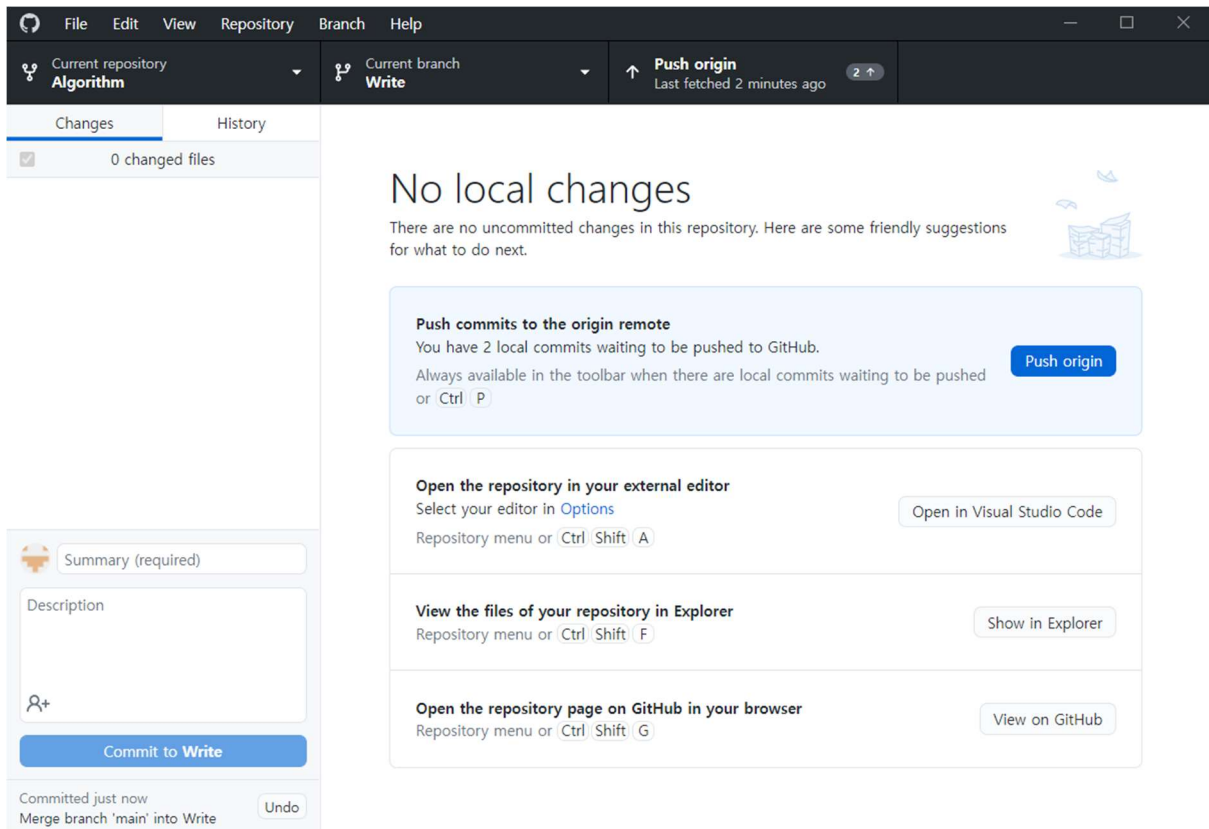 File Edit View Repository Branch Help
Current repository
Algorithm
Current branch
Write
Push origin
Last fetched 2 minutes ago
2 ↑
Changes History
0 changed files
No local changes
There are no uncommitted changes in this repository. Here are some friendly suggestions
for what to do next.
Push commits to the origin remote
You have 2 local commits waiting to be pushed to GitHub.
Always available in the toolbar when there are local commits waiting to be pushed
or Ctrl P
Push origin
Open the repository in your external editor
Select your editor in Options
Repository menu or Ctrl Shift A
Open in Visual Studio Code
View the files of your repository in Explorer
Repository menu or Ctrl Shift F
Show in Explorer
Open the repository page on GitHub in your browser
Repository menu or Ctrl Shift G
View on GitHub
Summary (required)
Description
Commit to Write
Committed just now
Merge branch 'main' into Write
Undo